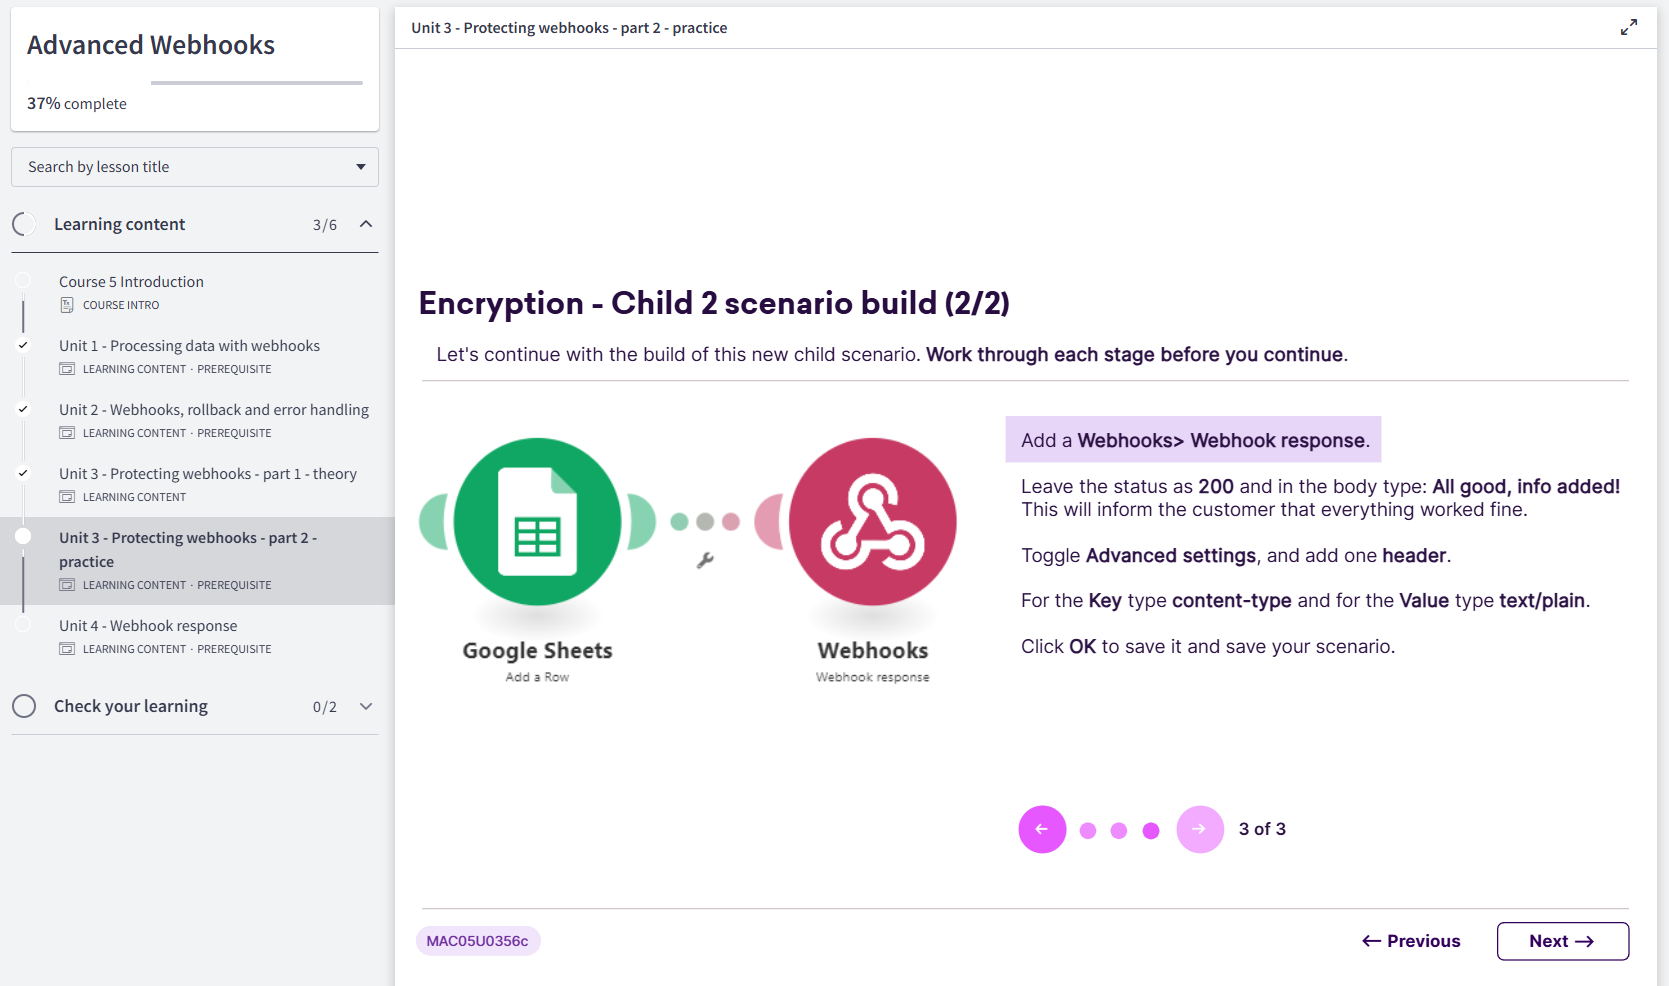 Advanced Webhooks
37% complete
Search by lesson title
Learning content 3/6
Course 5 Introduction
COURSE INTRO
Unit 1 - Processing data with webhooks
LEARNING CONTENT · PREREQUISITE
Unit 2 - Webhooks, rollback and error handling
LEARNING CONTENT · PREREQUISITE
Unit 3 - Protecting webhooks - part 1 - theory
LEARNING CONTENT
Unit 3 - Protecting webhooks - part 2 -
practice
LEARNING CONTENT · PREREQUISITE
Unit 4 - Webhook response
LEARNING CONTENT · PREREQUISITE
Check your learning 0/2
Unit 3 - Protecting webhooks - part 2 - practice
Encryption - Child 2 scenario build (2/2)
Let's continue with the build of this new child scenario. Work through each stage before you continue.
Google Sheets
Add a Row
Webhooks
Webhook response
Add a Webhooks> Webhook response.
Leave the status as 200 and in the body type: All good, info added!
This will inform the customer that everything worked fine.
Toggle Advanced settings, and add one header.
For the Key type content-type and for the Value type text/plain.
Click OK to save it and save your scenario.
3 of 3
MAC05U0356c
← Previous
Next →